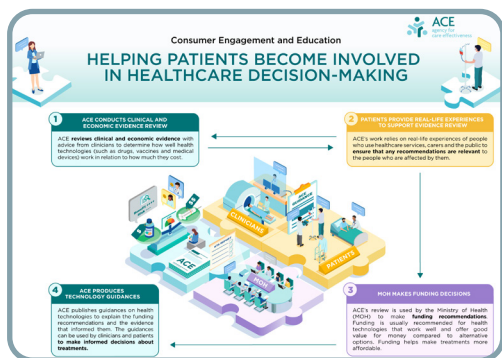 ACE
agency for
care effectiveness
Consumer Engagement and Education
HELPING PATIENTS BECOME INVOLVED
IN HEALTHCARE DECISION-MAKING
1
ACE CONDUCTS CLINICAL AND
ECONOMIC EVIDENCE REVIEW
ACE reviews clinical and economic evidence with
advice from clinicians to determine how well health
technologies (such as drugs, vaccines and medical
devices) work in relation to how much they cost.
2
PATIENTS PROVIDE REAL-LIFE EXPERIENCES
TO SUPPORT EVIDENCE REVIEW
ACE's work relies on real-life experiences of people
who use healthcare services, carers and the public to
ensure that any recommendations are relevant to
the people who are affected by them.
CLINICIANS
PATIENTS
ACE
MOH
4
ACE PRODUCES
TECHNOLOGY GUIDANCES
ACE publishes guidances on health
technologies to explain the funding
recommendations and the evidence
that informed them. The guidances
can be used by clinicians and patients
to make informed decisions about
treatments.
3
MOH MAKES FUNDING DECISIONS
ACE's review is used by the Ministry of Health
(MOH) to make funding recommendations.
Funding is usually recommended for health
technologies that work well and offer good
value for money compared to alternative
options. Funding helps make treatments more
affordable.